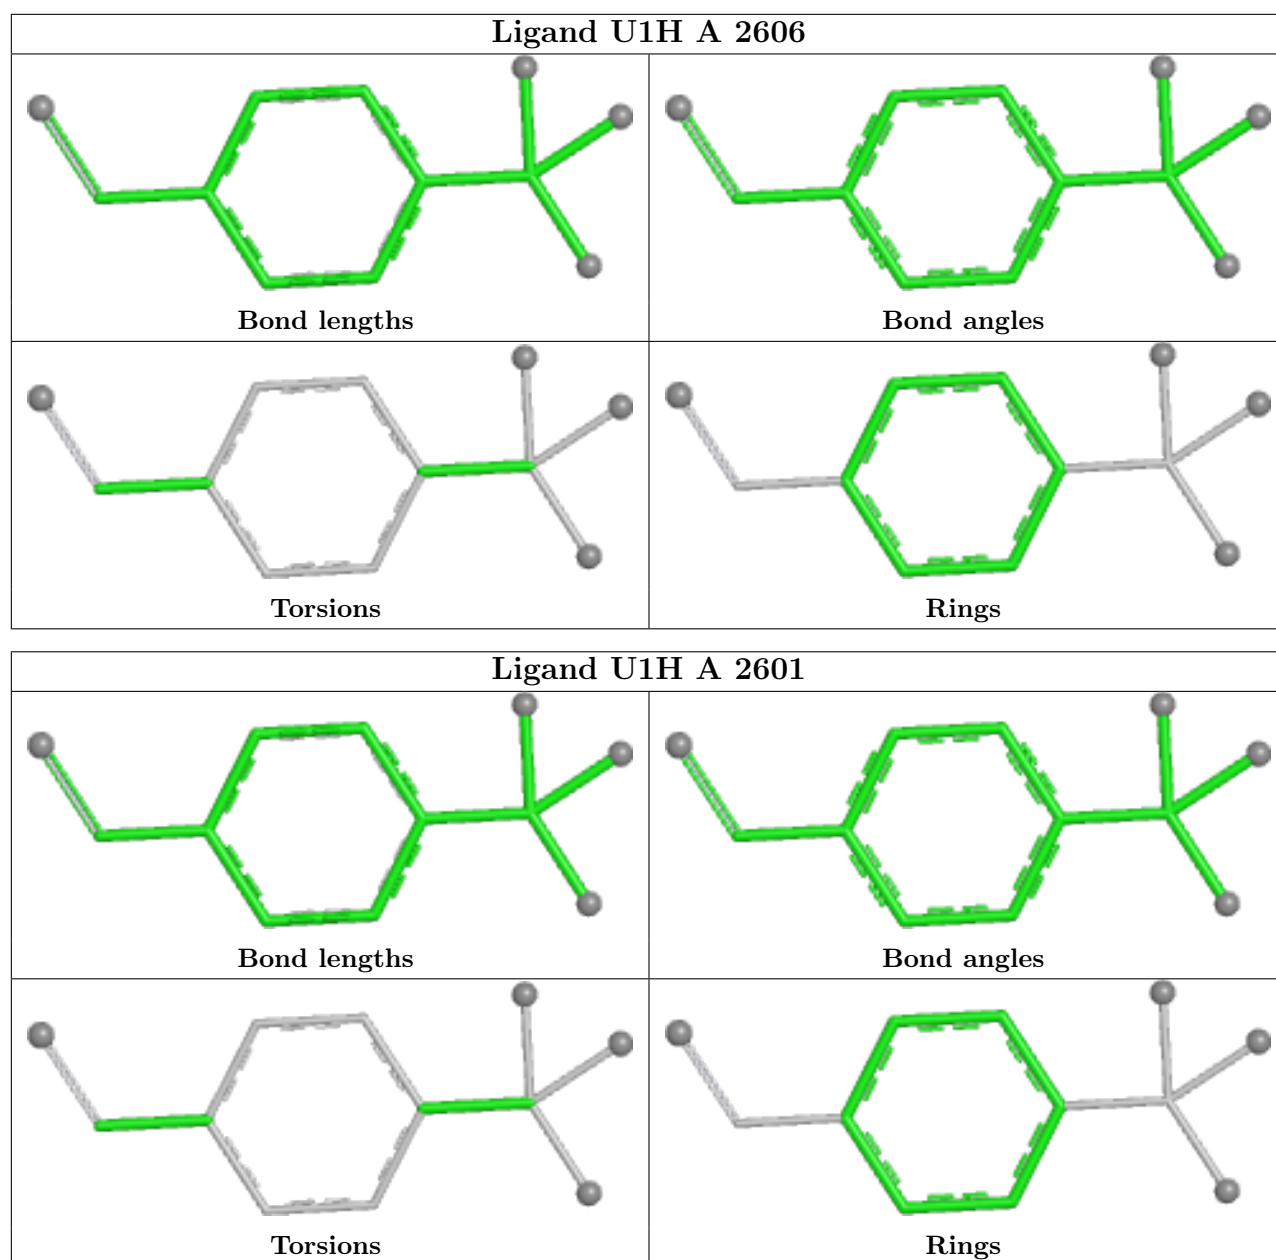 Ligand U1H A 2606
Bond lengths
Bond angles
Torsions
Rings
Ligand U1H A 2601
Bond lengths
Bond angles
Torsions
Rings